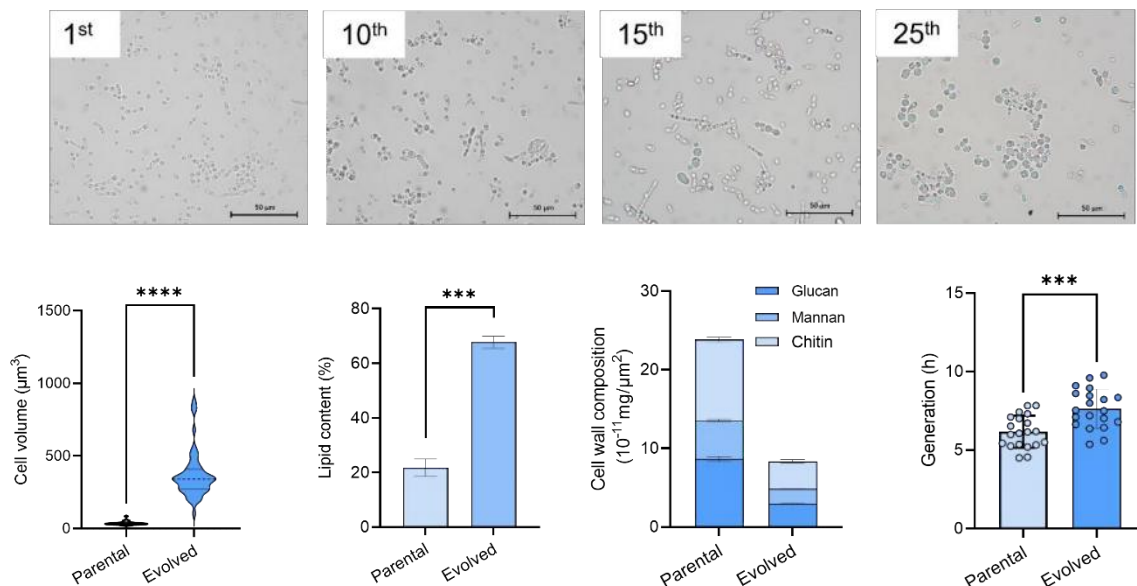 1st
10th
15th
25th
50 µm
50 µm
50 µm
50 µm
Cell volume (µm³)
1500
1000
500
0
****
Parental
Evolved
Lipid content (%)
80
60
40
20
0
***
Parental
Evolved
Cell wall composition
(10⁻¹¹ mg/µm²)
30
20
10
0
Glucan
Mannan
Chitin
Parental
Evolved
Generation (h)
15
10
5
0
***
Parental
Evolved